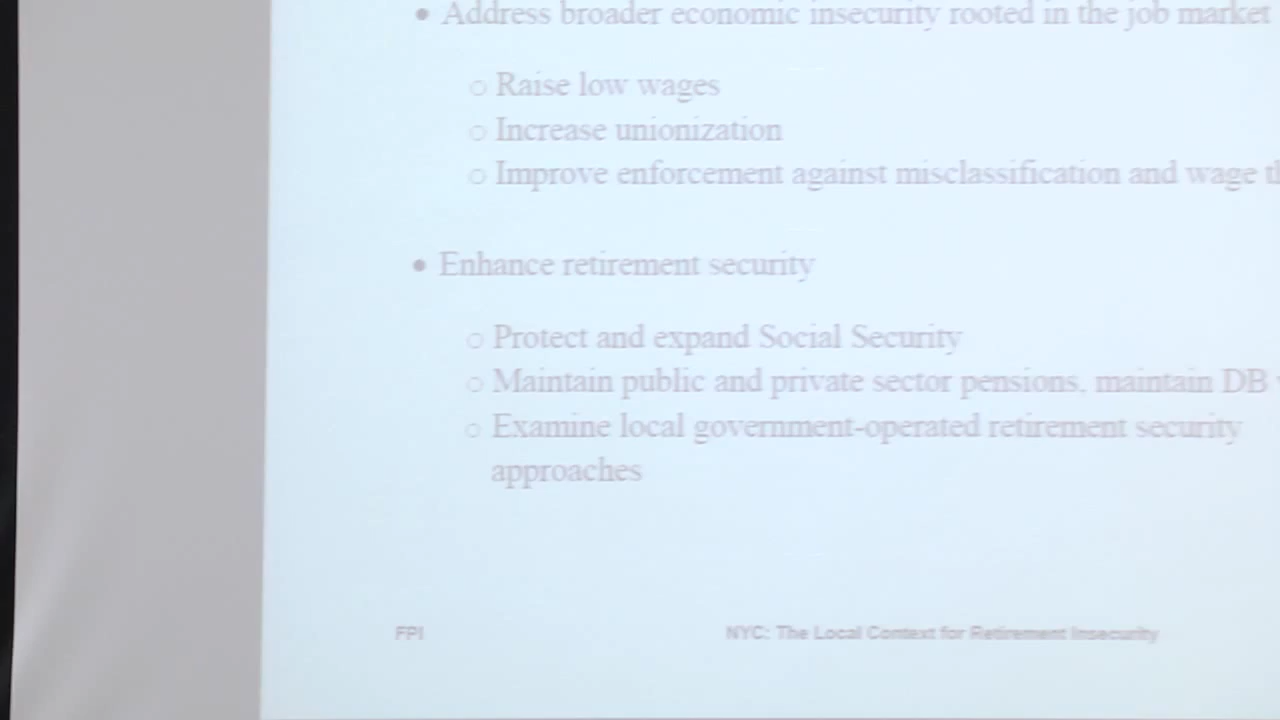 • Address broader economic insecurity rooted in the job market
○ Raise low wages
○ Increase unionization
○ Improve enforcement against misclassification and wage
• Enhance retirement security
○ Protect and expand Social Security
○ Maintain public and private sector pensions, maintain DB
○ Examine local government-operated retirement security
approaches
FPI
NYC: The Local Context for Retirement Insecurity